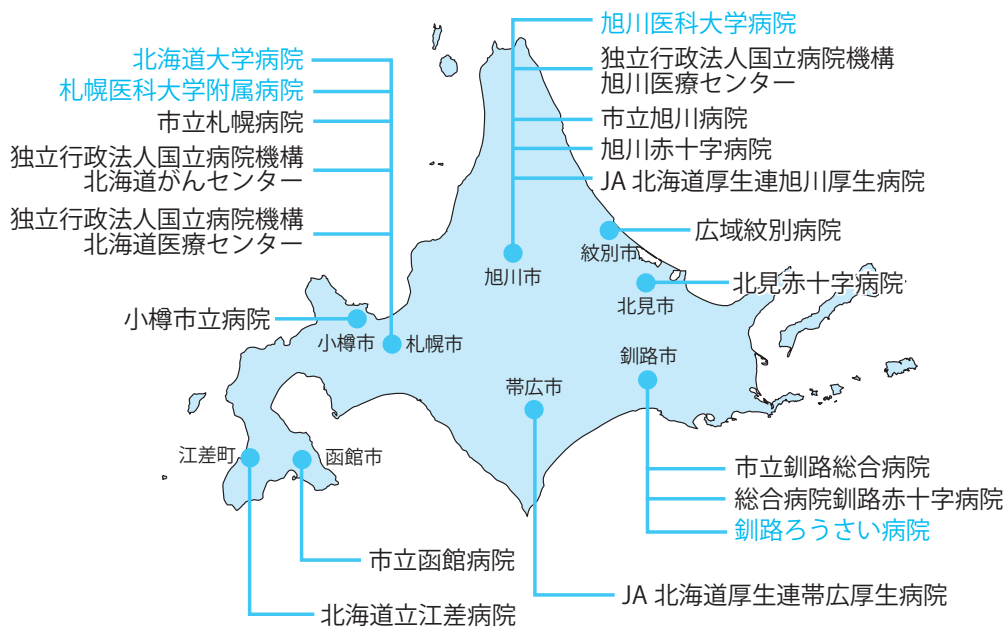 北海道大学病院
札幌医科大学附属病院
市立札幌病院
独立行政法人国立病院機構
北海道がんセンター
独立行政法人国立病院機構
北海道医療センター
小樽市立病院
旭川医科大学病院
独立行政法人国立病院機構
旭川医療センター
市立旭川病院
旭川赤十字病院
JA 北海道厚生連旭川厚生病院
広域紋別病院
北見赤十字病院
紋別市
旭川市
北見市
小樽市
札幌市
釧路市
帯広市
江差町
函館市
市立釧路総合病院
総合病院釧路赤十字病院
釧路ろうさい病院
市立函館病院
JA 北海道厚生連帯広厚生病院
北海道立江差病院